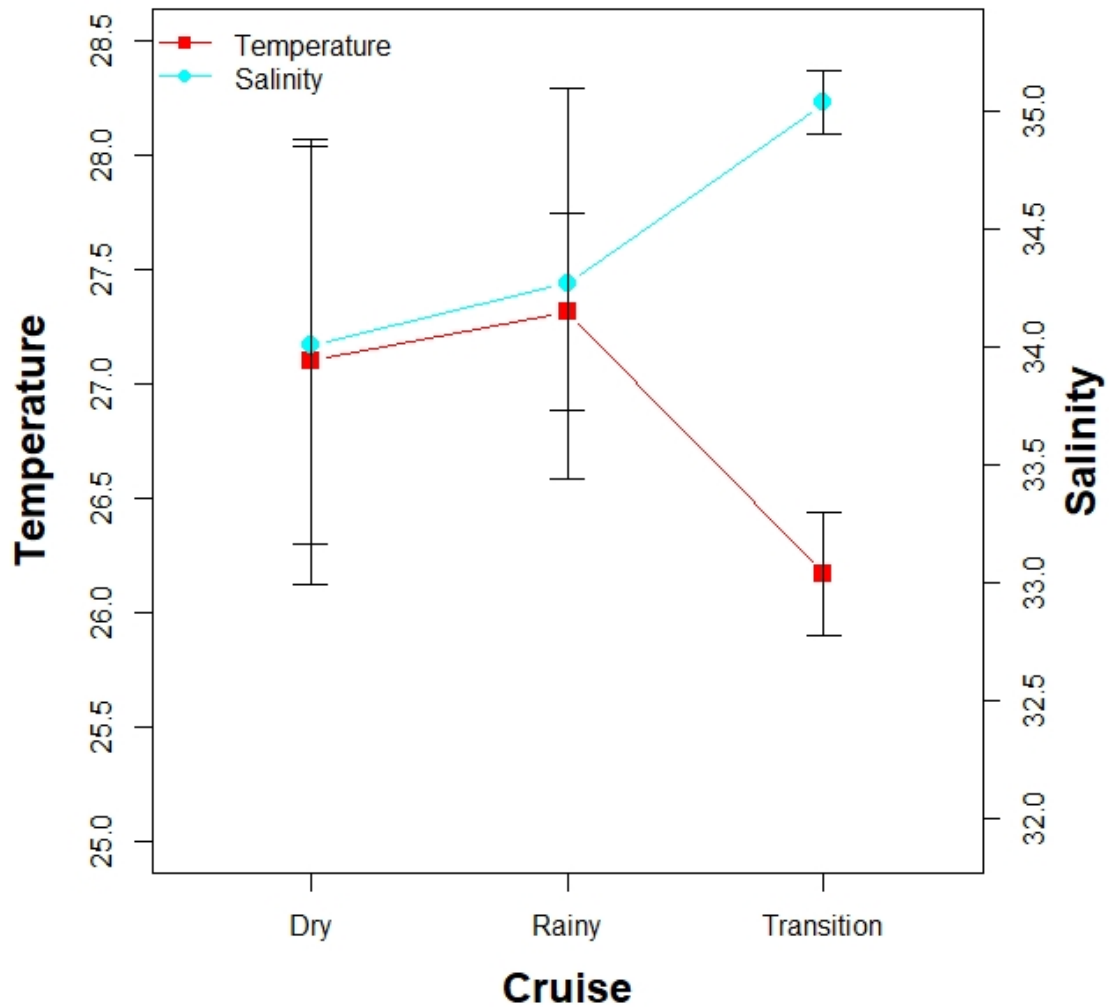 Temperature
Salinity
28.5
28.0
27.5
27.0
26.5
26.0
25.5
25.0
Temperature
35.0
34.5
34.0
33.5
33.0
32.5
32.0
Salinity
Dry
Rainy
Transition
Cruise